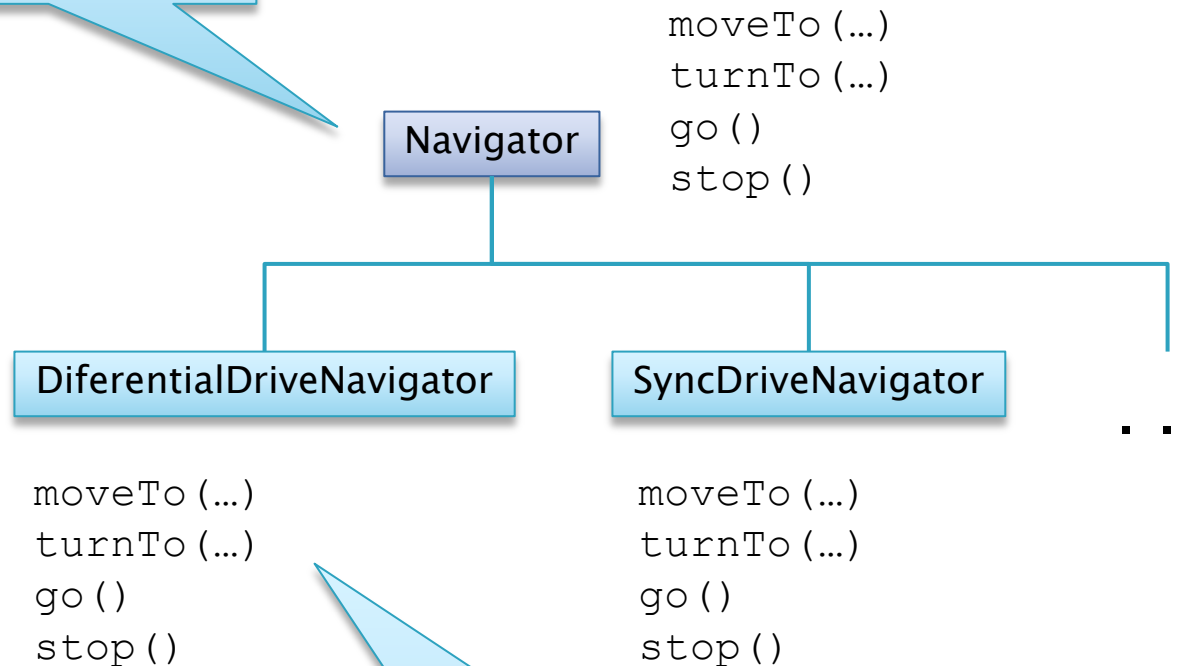 moveTo(…)
turnTo(…)
go()
stop()
Navigator
DiferentialDriveNavigator
SyncDriveNavigator
..
moveTo(…)
turnTo(…)
go()
stop()
moveTo(…)
turnTo(…)
go()
stop()